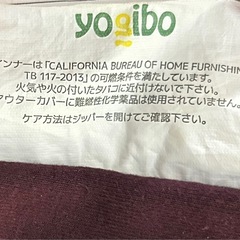 yogibo
インナーは「CALIFORNIA BUREAU OF HOME FURNISHIN
TB 117-2013」の可燃条件を満たしています。
火気や火の付いたタバコに近付けないで下さい。
アウターカバーに難燃性化学薬品は使用されていません。
ケア方法はジッパーを開けてご確認下さい。